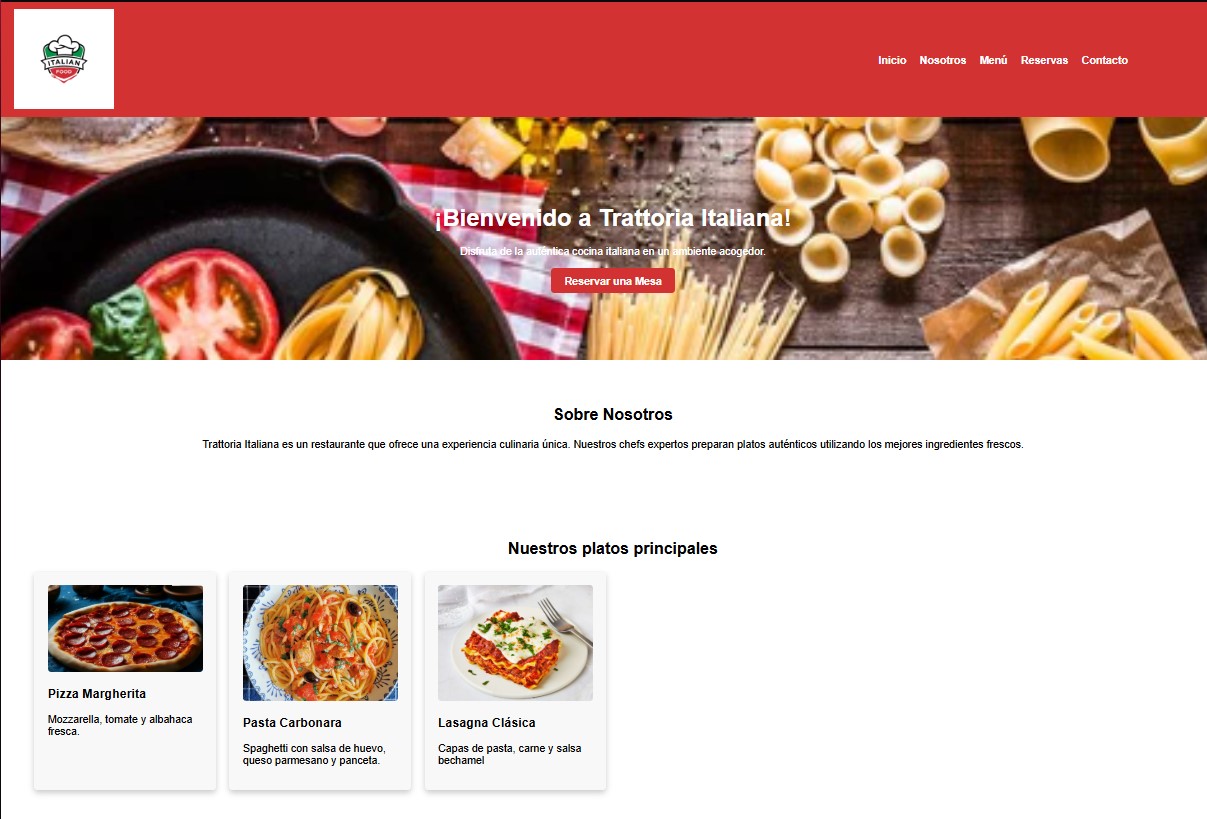 ITALIAN
FOOD
Inicio Nosotros Menú Reservas Contacto
¡Bienvenido a Trattoria Italiana!
Disfruta de la auténtica cocina italiana en un ambiente acogedor.
Reservar una Mesa
Sobre Nosotros
Trattoria Italiana es un restaurante que ofrece una experiencia culinaria única. Nuestros chefs expertos preparan platos auténticos utilizando los mejores ingredientes frescos.
Nuestros platos principales
Pizza Margherita
Mozzarella, tomate y albahaca
fresca.
Pasta Carbonara
Spaghetti con salsa de huevo,
queso parmesano y panceta.
Lasagna Clásica
Capas de pasta, carne y salsa
bechamel